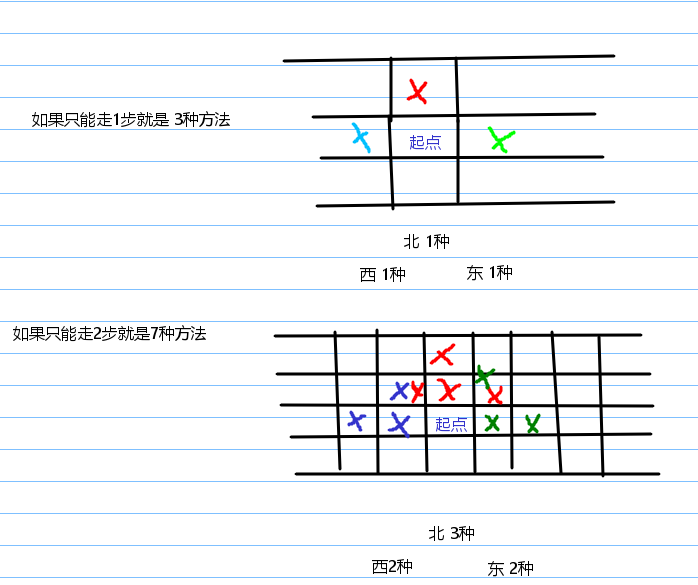 如果只能走1步就是 3种方法
起点
北 1种
西 1种 东 1种
如果只能走2步就是7种方法
起点
北 3种
西2种 东 2种